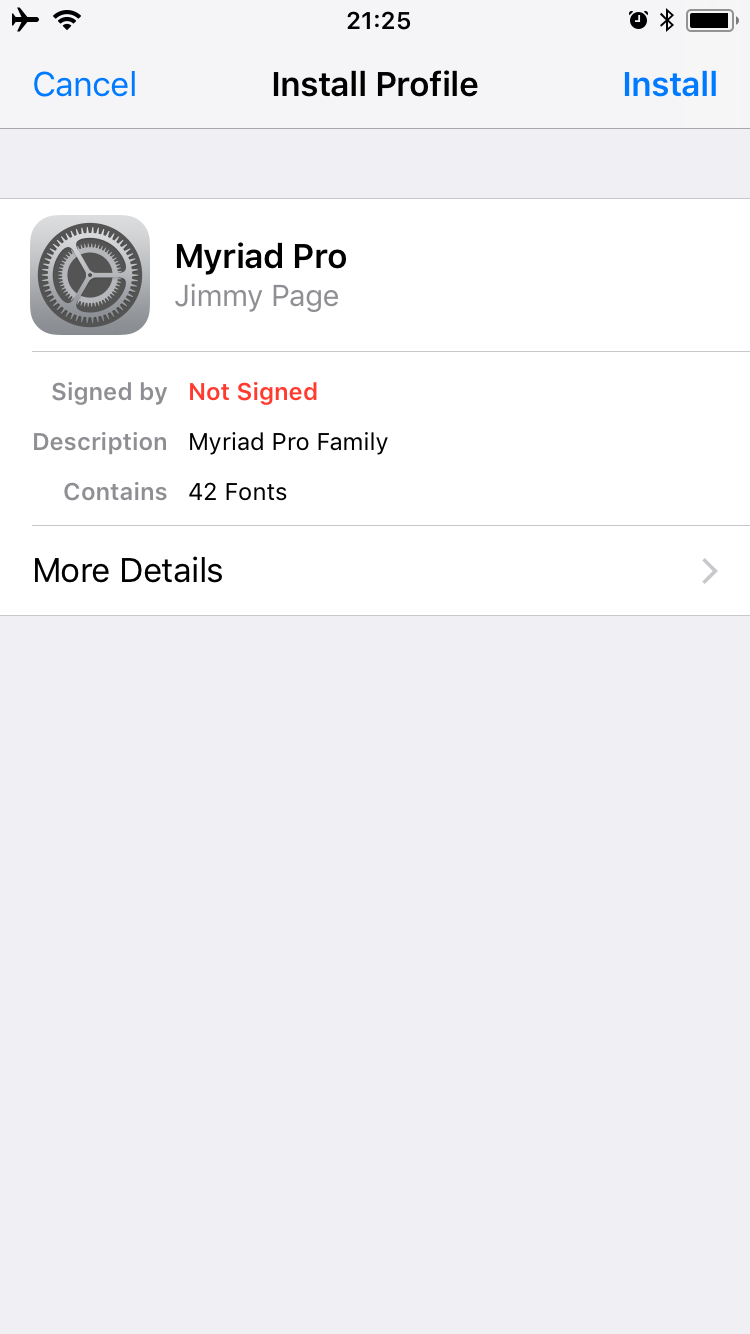 21:25
Cancel Install Profile Install
Myriad Pro
Jimmy Page
Signed by Not Signed
Description Myriad Pro Family
Contains 42 Fonts
More Details